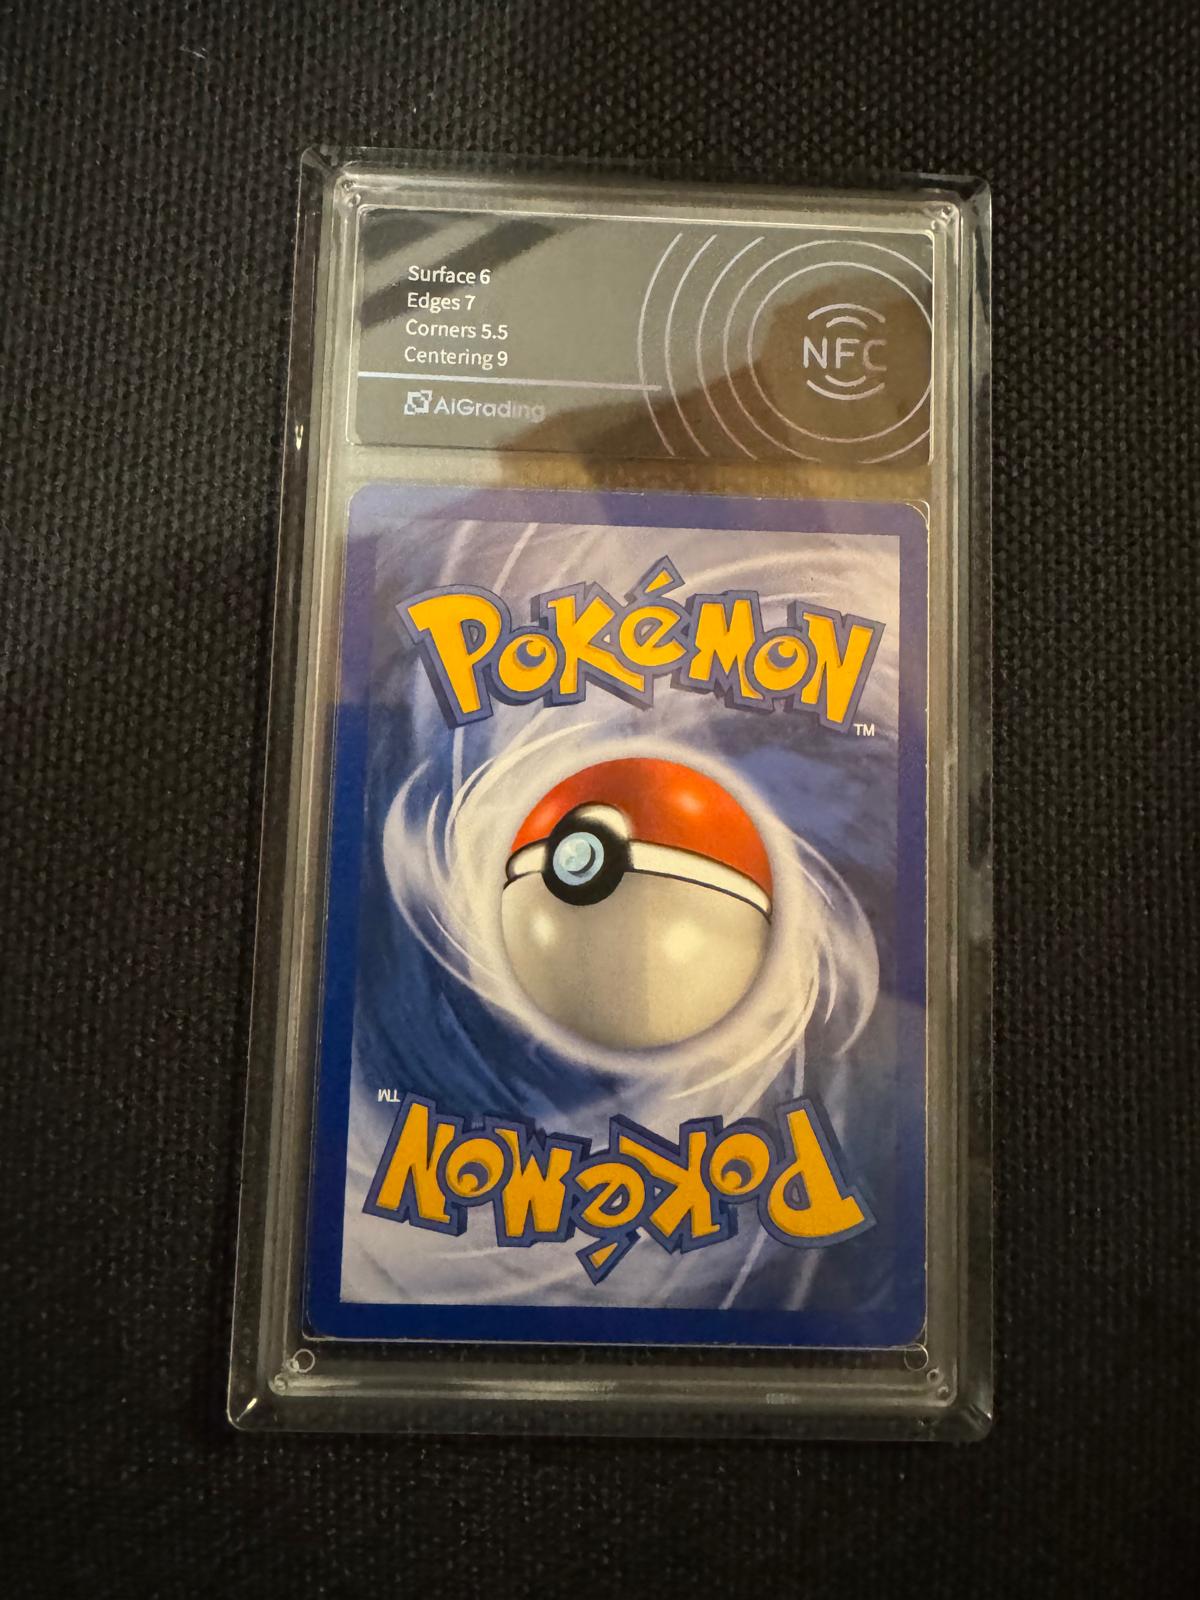 Surface 6
Edges 7
Corners 5.5
Centering 9
AiGrading
NFC
POKéMON
TM
TM
POKéMON